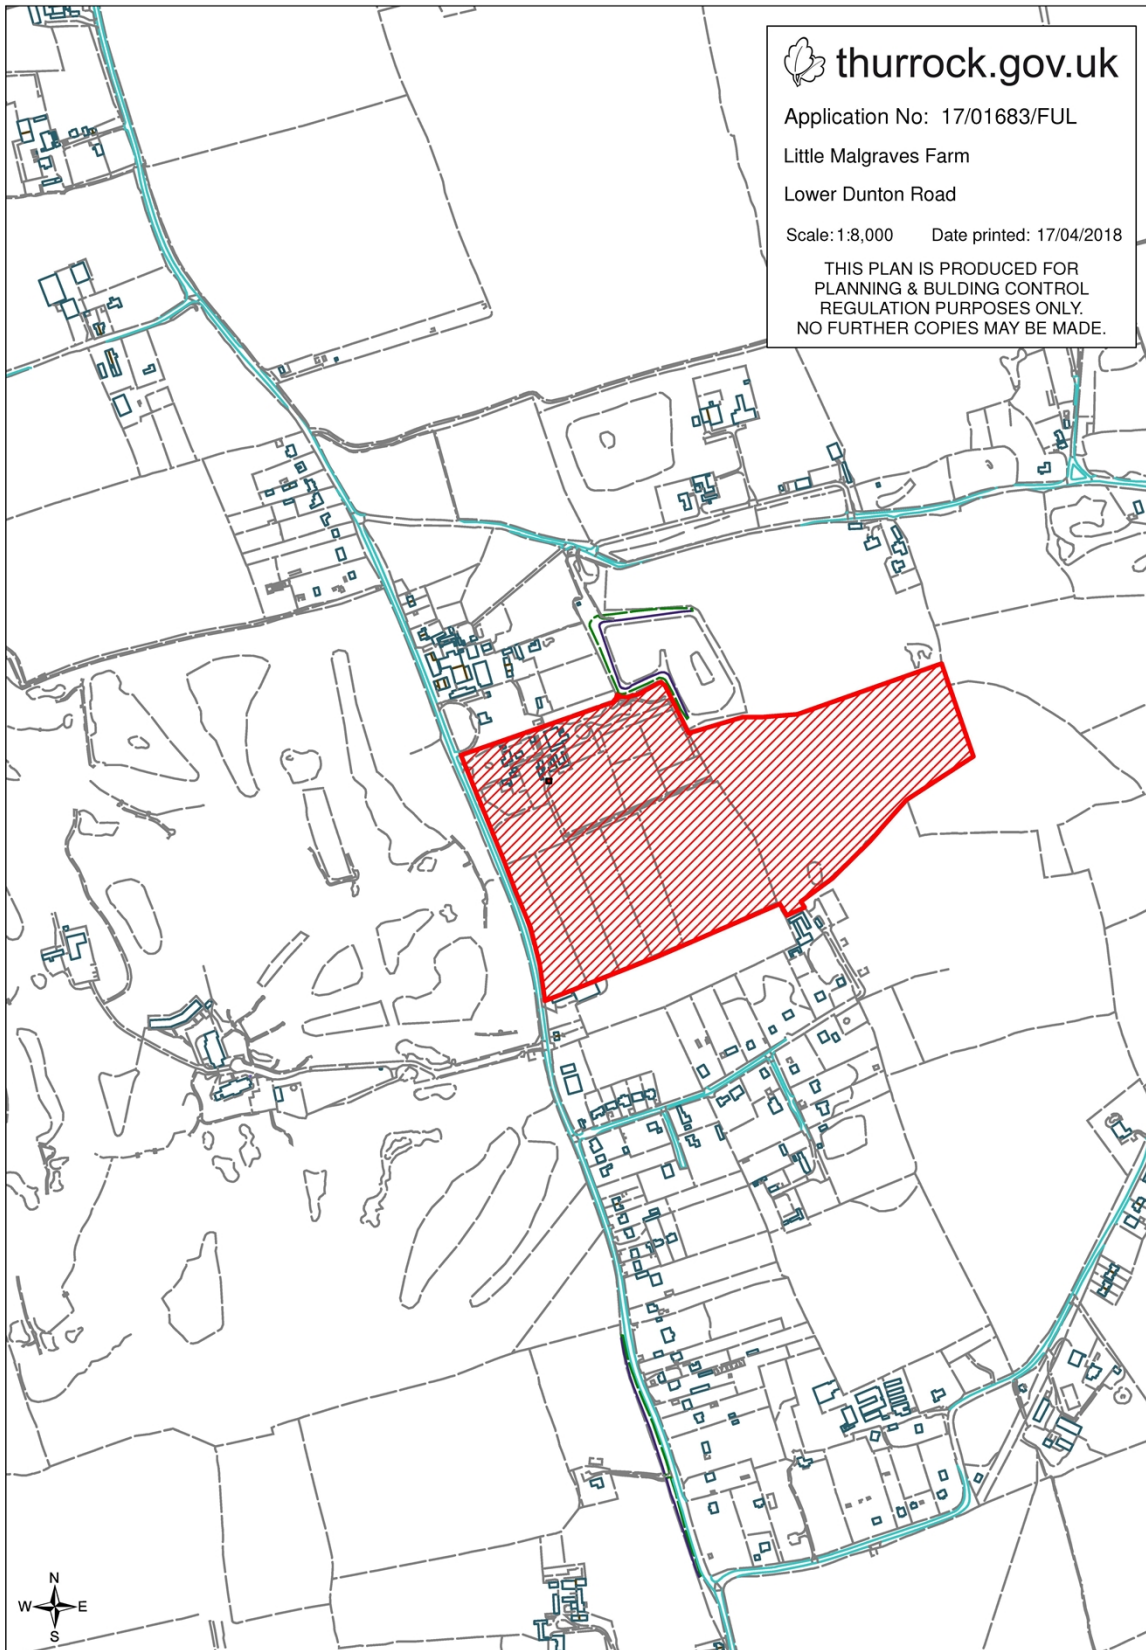 thurrock.gov.uk
Application No: 17/01683/FUL
Little Malgraves Farm
Lower Dunton Road
Scale:1:8,000 Date printed: 17/04/2018
THIS PLAN IS PRODUCED FOR
PLANNING & BULDING CONTROL
REGULATION PURPOSES ONLY.
NO FURTHER COPIES MAY BE MADE.
N
W E
S